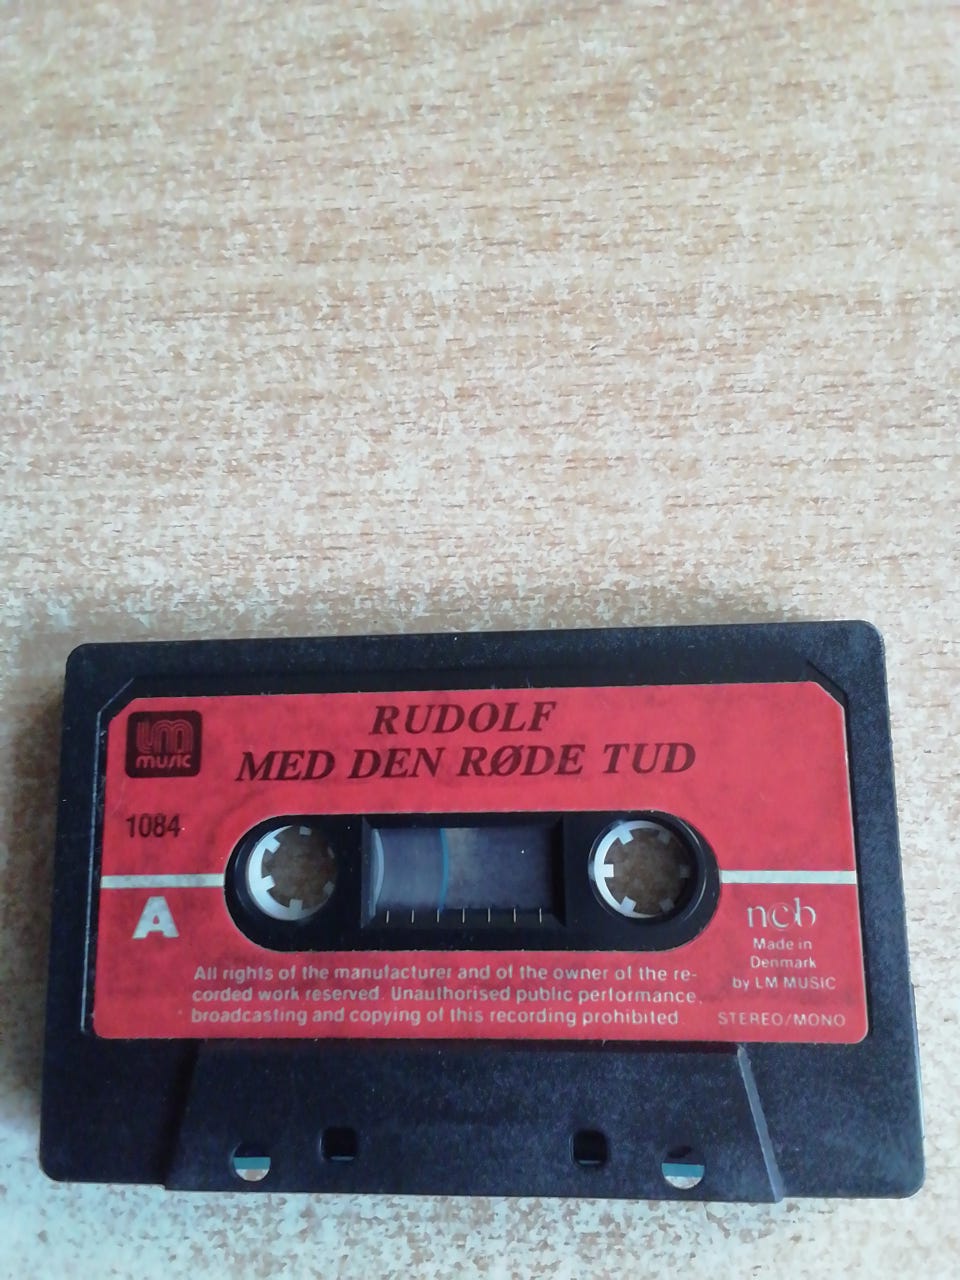 lm
music
RUDOLF
MED DEN RØDE TUD
1084
A
ncb
Made in
Denmark
by LM MUSIC
All rights of the manufacturer and of the owner of the re-
corded work reserved. Unauthorised public performance,
broadcasting and copying of this recording prohibited
STEREO/MONO